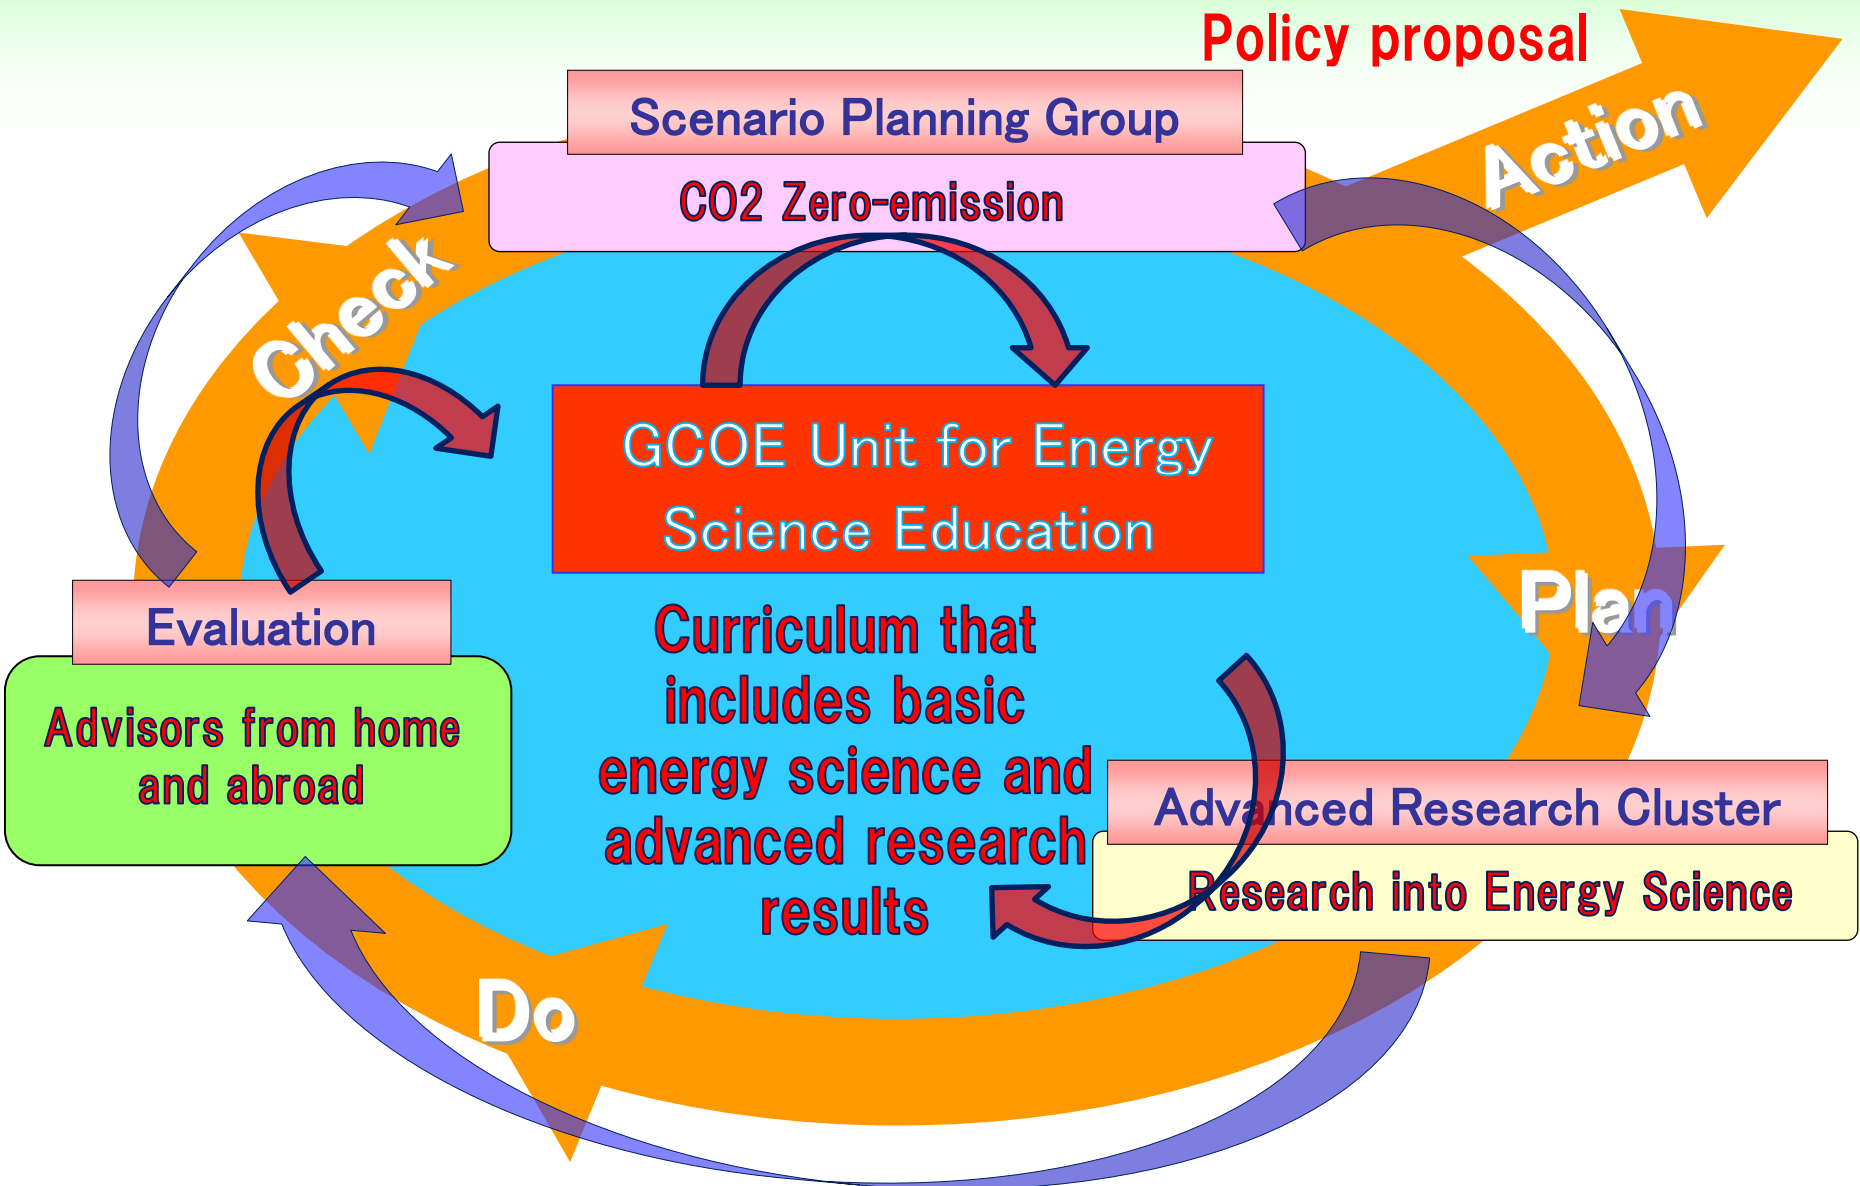 Policy proposal
Action
Scenario Planning Group
CO2 Zero-emission
Check
GCOE Unit for Energy
Science Education
Plan
Evaluation
Advisors from home
and abroad
Curriculum that
includes basic
energy science and
advanced research
results
Advanced Research Cluster
Research into Energy Science
Do